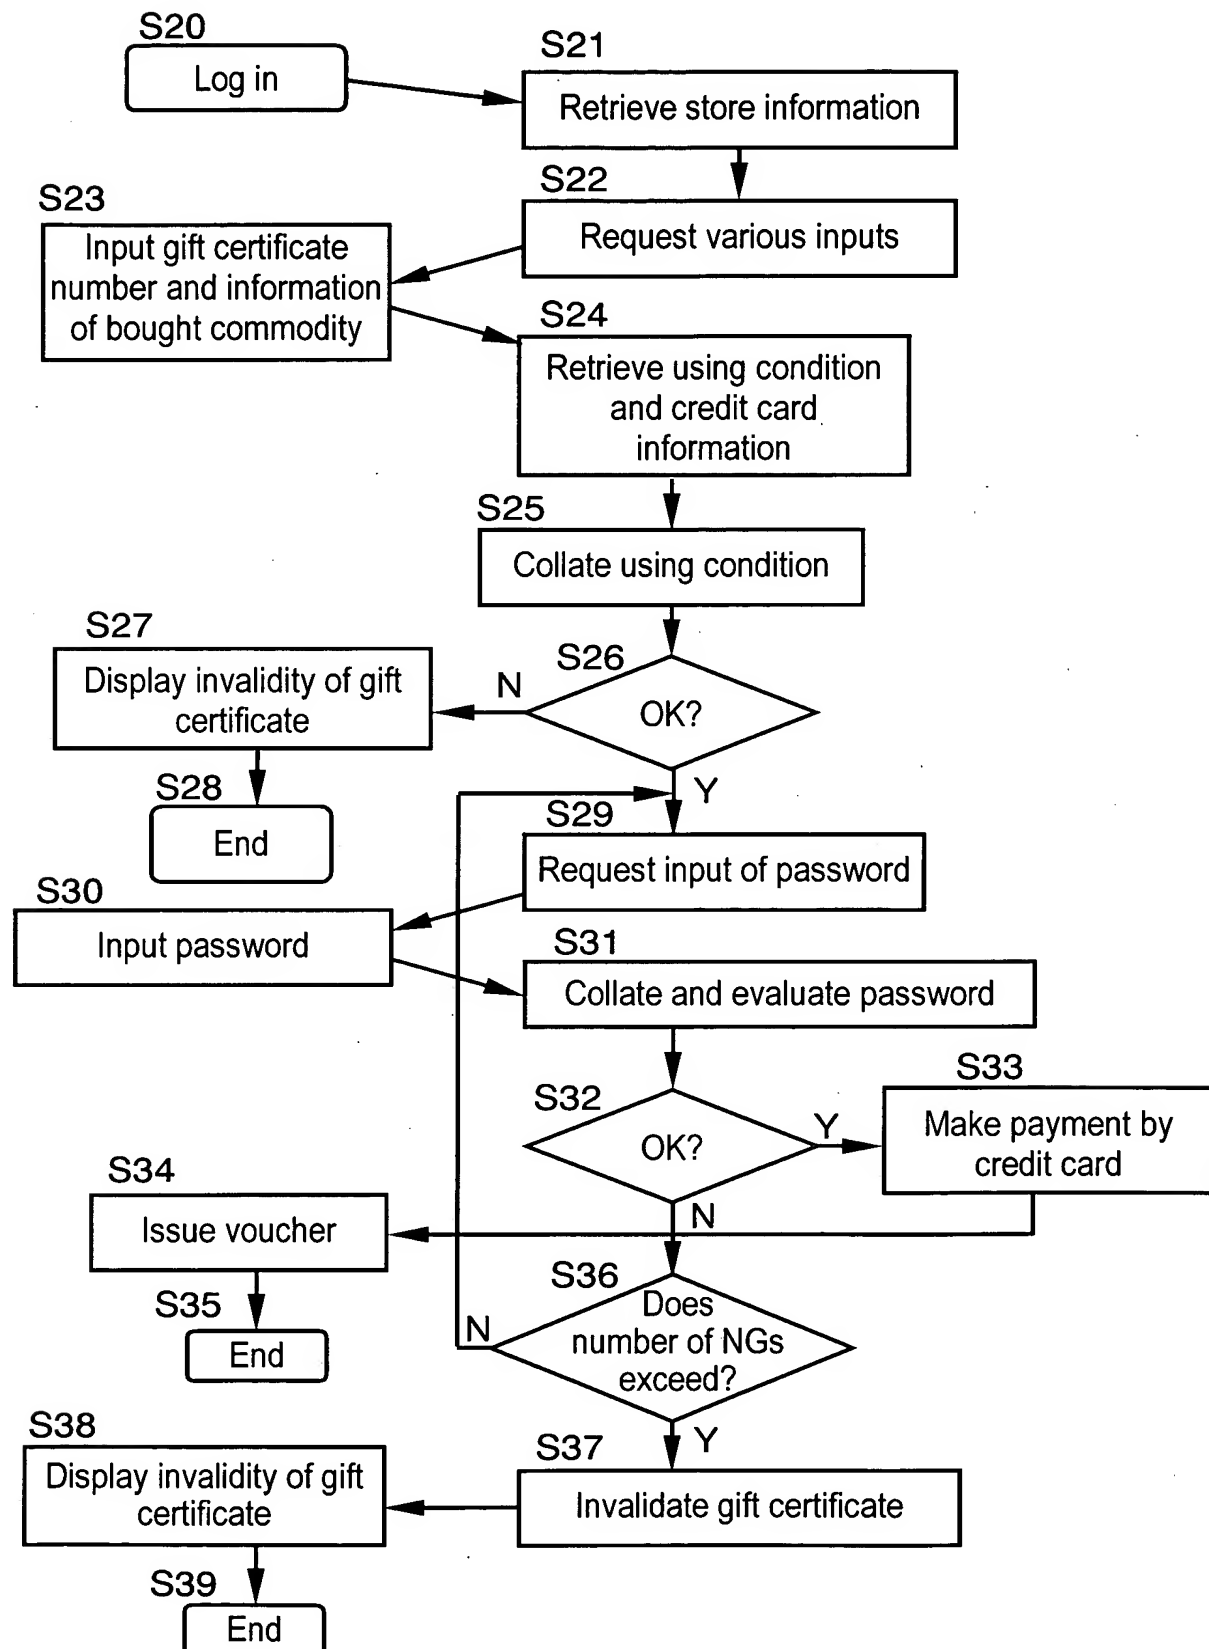 S20
Log in
S21
Retrieve store information
S22
Request various inputs
S23
Input gift certificate
number and information
of bought commodity
S24
Retrieve using condition
and credit card
information
S25
Collate using condition
S26
OK?
N
Y
S27
Display invalidity of gift
certificate
S28
End
S29
Request input of password
S30
Input password
S31
Collate and evaluate password
S32
OK?
Y
N
S33
Make payment by
credit card
S34
Issue voucher
S35
End
S36
Does
number of NGs
exceed?
N
Y
S37
Invalidate gift certificate
S38
Display invalidity of gift
certificate
S39
End